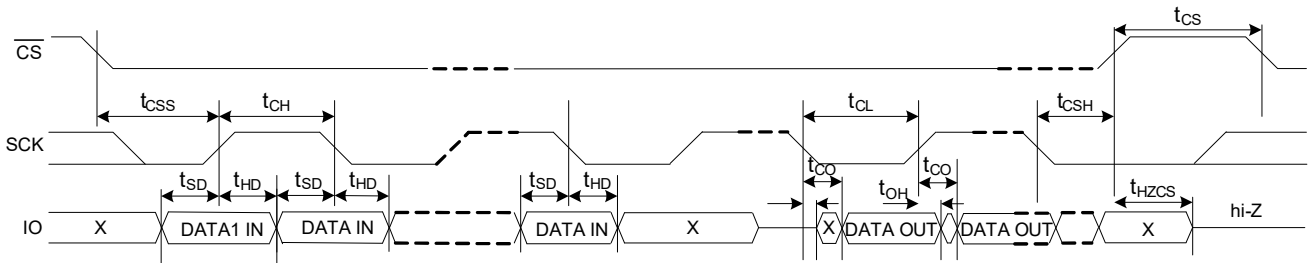 tCS
CS
tCSS tCH tCL tCSH
SCK
tCO tCO
tSD tHD tSD tHD tSD tHD tOH tHZCS
IO X DATA1 IN DATA IN DATA IN X X DATA OUT DATA OUT X hi-Z